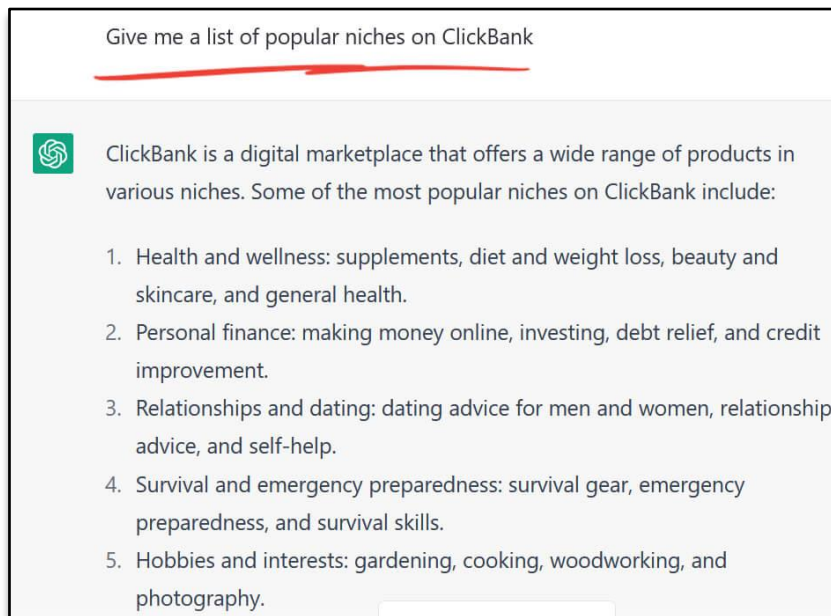 Give me a list of popular niches on ClickBank
ClickBank is a digital marketplace that offers a wide range of products in
various niches. Some of the most popular niches on ClickBank include:
1. Health and wellness: supplements, diet and weight loss, beauty and
skincare, and general health.
2. Personal finance: making money online, investing, debt relief, and credit
improvement.
3. Relationships and dating: dating advice for men and women, relationship
advice, and self-help.
4. Survival and emergency preparedness: survival gear, emergency
preparedness, and survival skills.
5. Hobbies and interests: gardening, cooking, woodworking, and
photography.